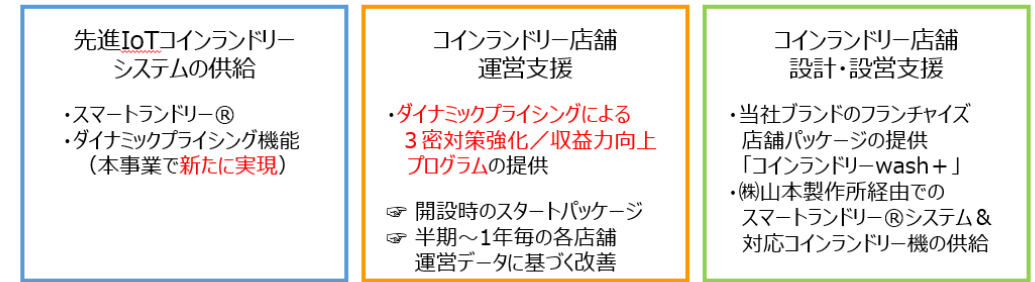 先進IoTコインランドリー
システムの供給
・スマートランドリー®
・ダイナミックプライシング機能
（本事業で新たに実現）
コインランドリー店舗
運営支援
・ダイナミックプライシングによる
３密対策強化／収益力向上
プログラムの提供
☞ 開設時のスタートパッケージ
☞ 半期～1年毎の各店舗
運営データに基づく改善
コインランドリー店舗
設計・設営支援
・当社ブランドのフランチャイズ
店舗パッケージの提供
「コインランドリーwash+」
・㈱山本製作所経由での
スマートランドリー®システム＆
対応コインランドリー機の供給